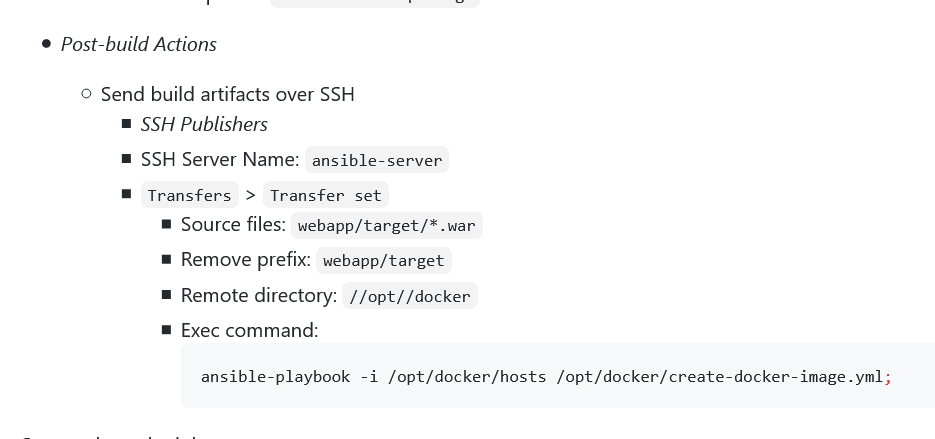 Post-build Actions
Send build artifacts over SSH
SSH Publishers
SSH Server Name: ansible-server
Transfers > Transfer set
Source files: webapp/target/*.war
Remove prefix: webapp/target
Remote directory: //opt//docker
Exec command:
ansible-playbook -i /opt/docker/hosts /opt/docker/create-docker-image.yml;